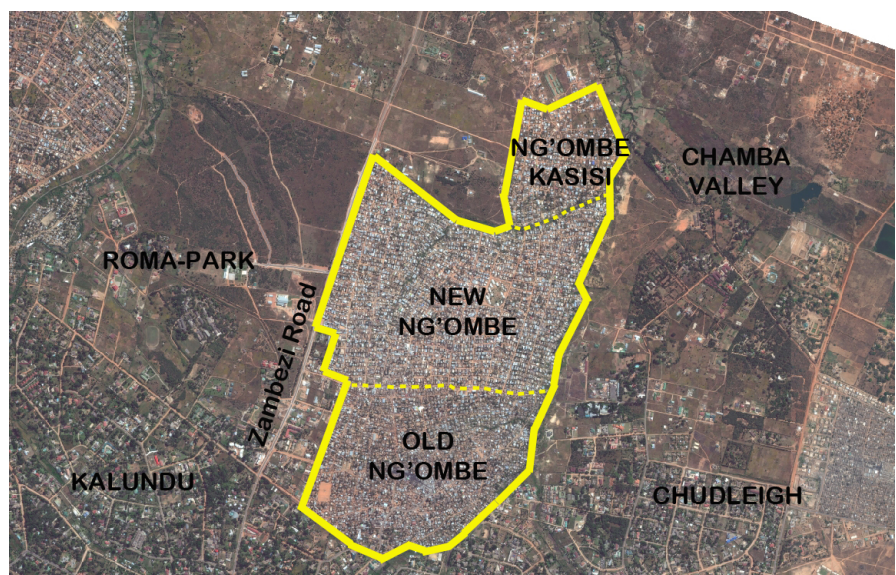 NG'OMBE
KASISI
CHAMBA
VALLEY
ROMA-PARK
NEW
NG'OMBE
Zambezi Road
OLD
NG'OMBE
KALUNDU
CHUDLEIGH